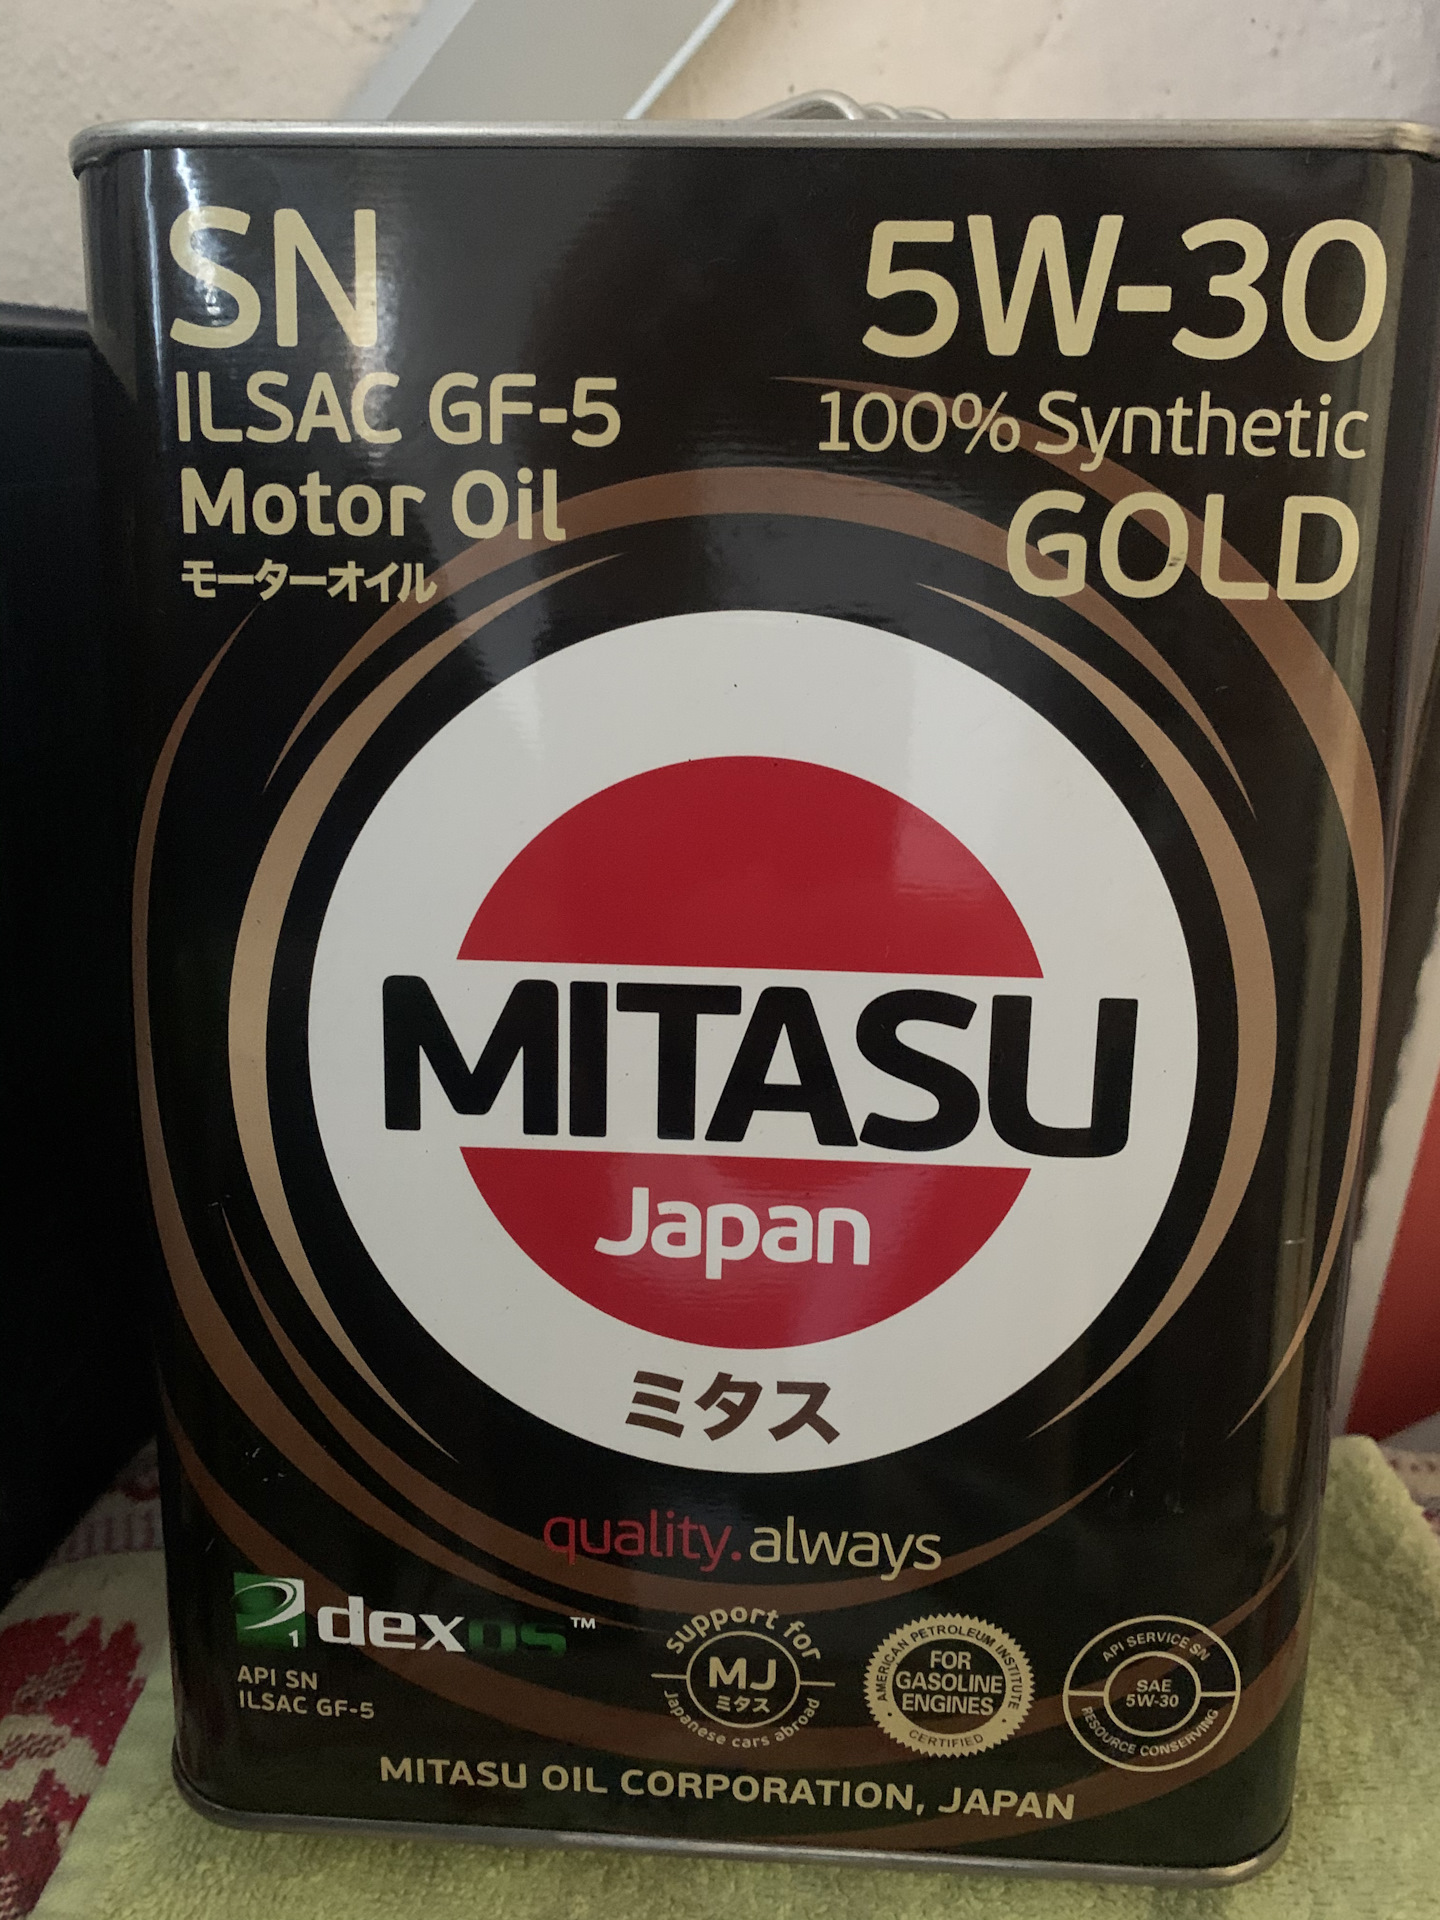 SN
ILSAC GF-5
Motor Oil
モーターオイル
5W-30
100% Synthetic
GOLD
MITASU
Japan
ミタス
quality.always
1 dexos™
API SN
ILSAC GF-5
support for
MJ
ミタス
Japanese cars abroad
AMERICAN PETROLEUM INSTITUTE
FOR
GASOLINE
ENGINES
CERTIFIED
API SERVICE SN
SAE
5W-30
RESOURCE CONSERVING
MITASU OIL CORPORATION, JAPAN